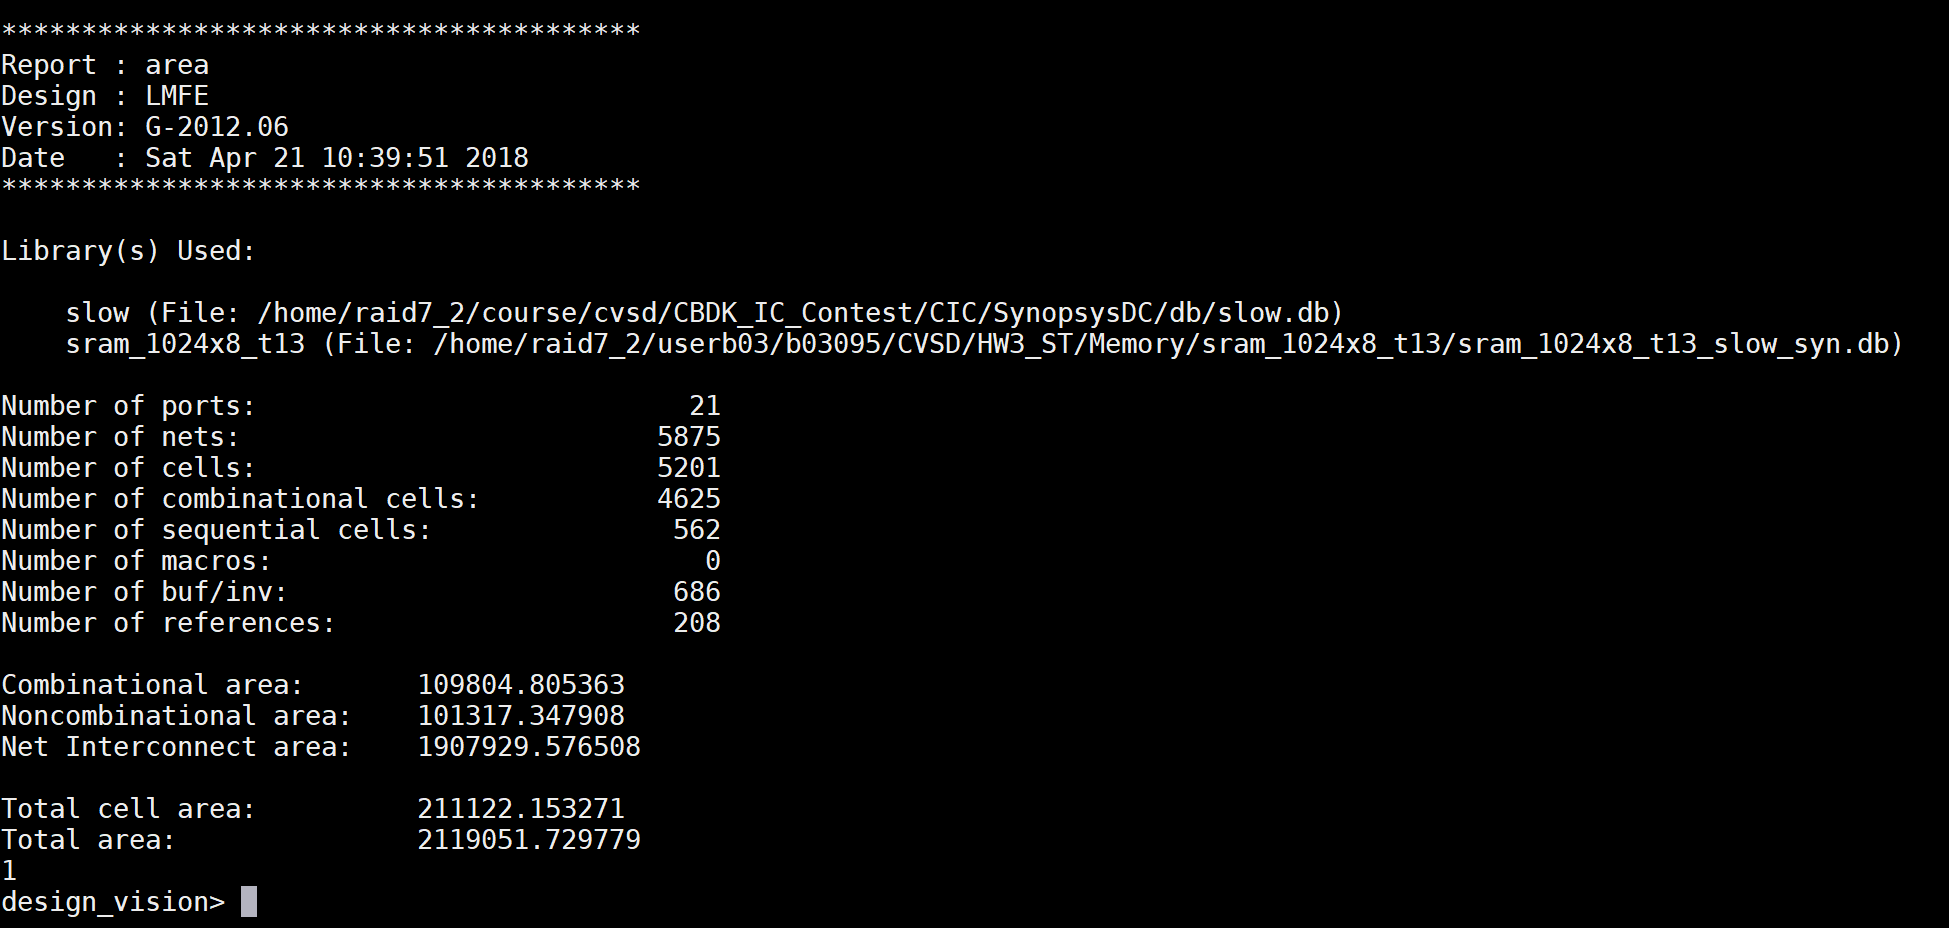 ****************************************
Report : area
Design : LMFE
Version: G-2012.06
Date   : Sat Apr 21 10:39:51 2018
****************************************
Library(s) Used:
    slow (File: /home/raid7_2/course/cvsd/CBDK_IC_Contest/CIC/SynopsysDC/db/slow.db)
    sram_1024x8_t13 (File: /home/raid7_2/userb03/b03095/CVSD/HW3_ST/Memory/sram_1024x8_t13/sram_1024x8_t13_slow_syn.db)
Number of ports:                           21
Number of nets:                          5875
Number of cells:                         5201
Number of combinational cells:           4625
Number of sequential cells:               562
Number of macros:                           0
Number of buf/inv:                        686
Number of references:                     208
Combinational area:       109804.805363
Noncombinational area:    101317.347908
Net Interconnect area:    1907929.576508
Total cell area:          211122.153271
Total area:               2119051.729779
1
design_vision>